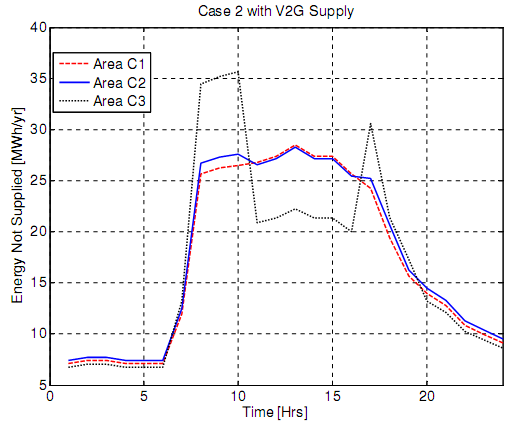 Case 2 with V2G Supply
Energy Not Supplied [MWh/yr]
40
35
30
25
20
15
10
5
Area C1
Area C2
Area C3
0 5 10 15 20
Time [Hrs]